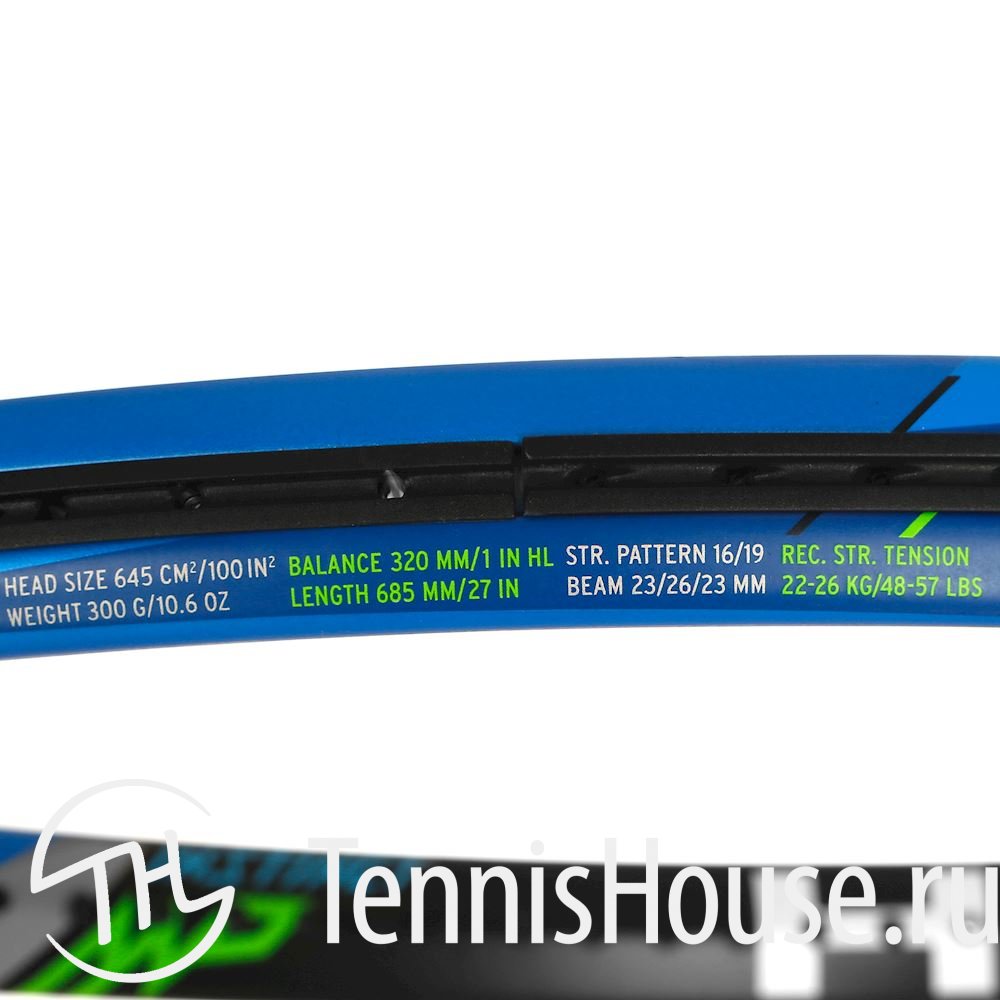 HEAD SIZE 645 CM²/100 IN²
WEIGHT 300 G/10.6 OZ
BALANCE 320 MM/1 IN HL
LENGTH 685 MM/27 IN
STR. PATTERN 16/19
BEAM 23/26/23 MM
REC. STR. TENSION
22-26 KG/48-57 LBS
TH
TennisHouse.ru